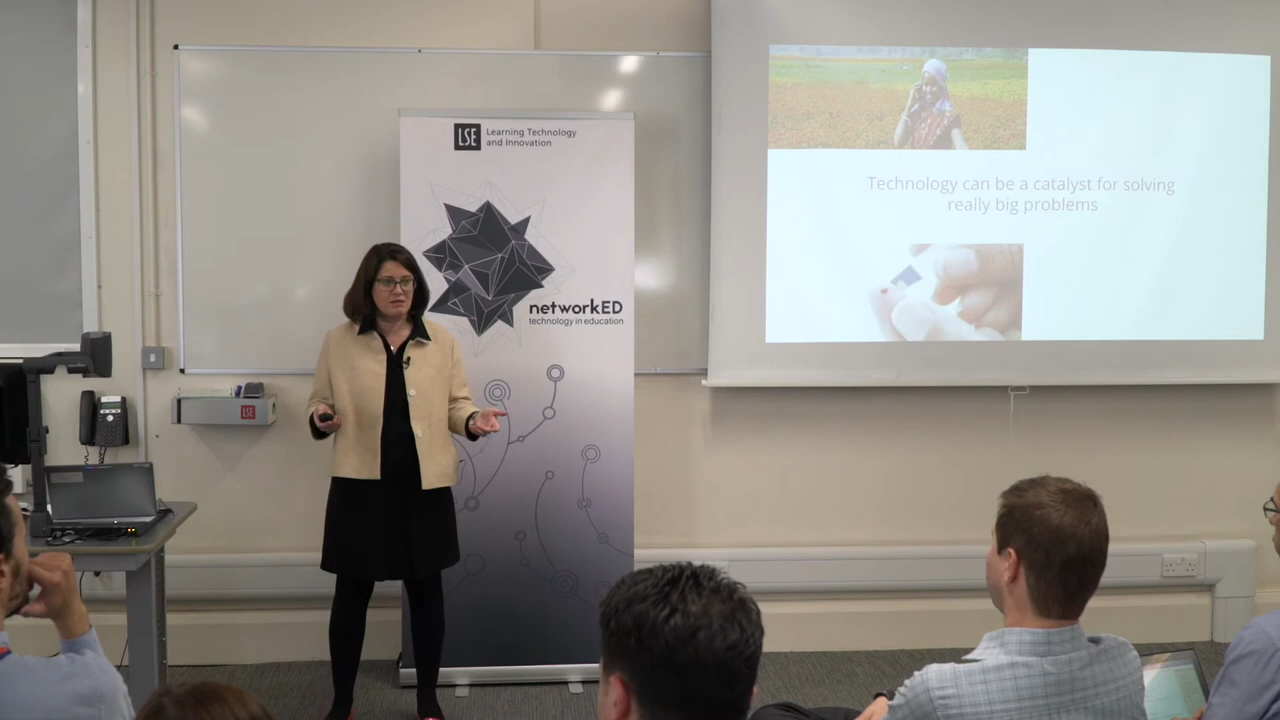 LSE
Learning Technology
and Innovation
networkED
technology in education
Technology can be a catalyst for solving
really big problems
LSE